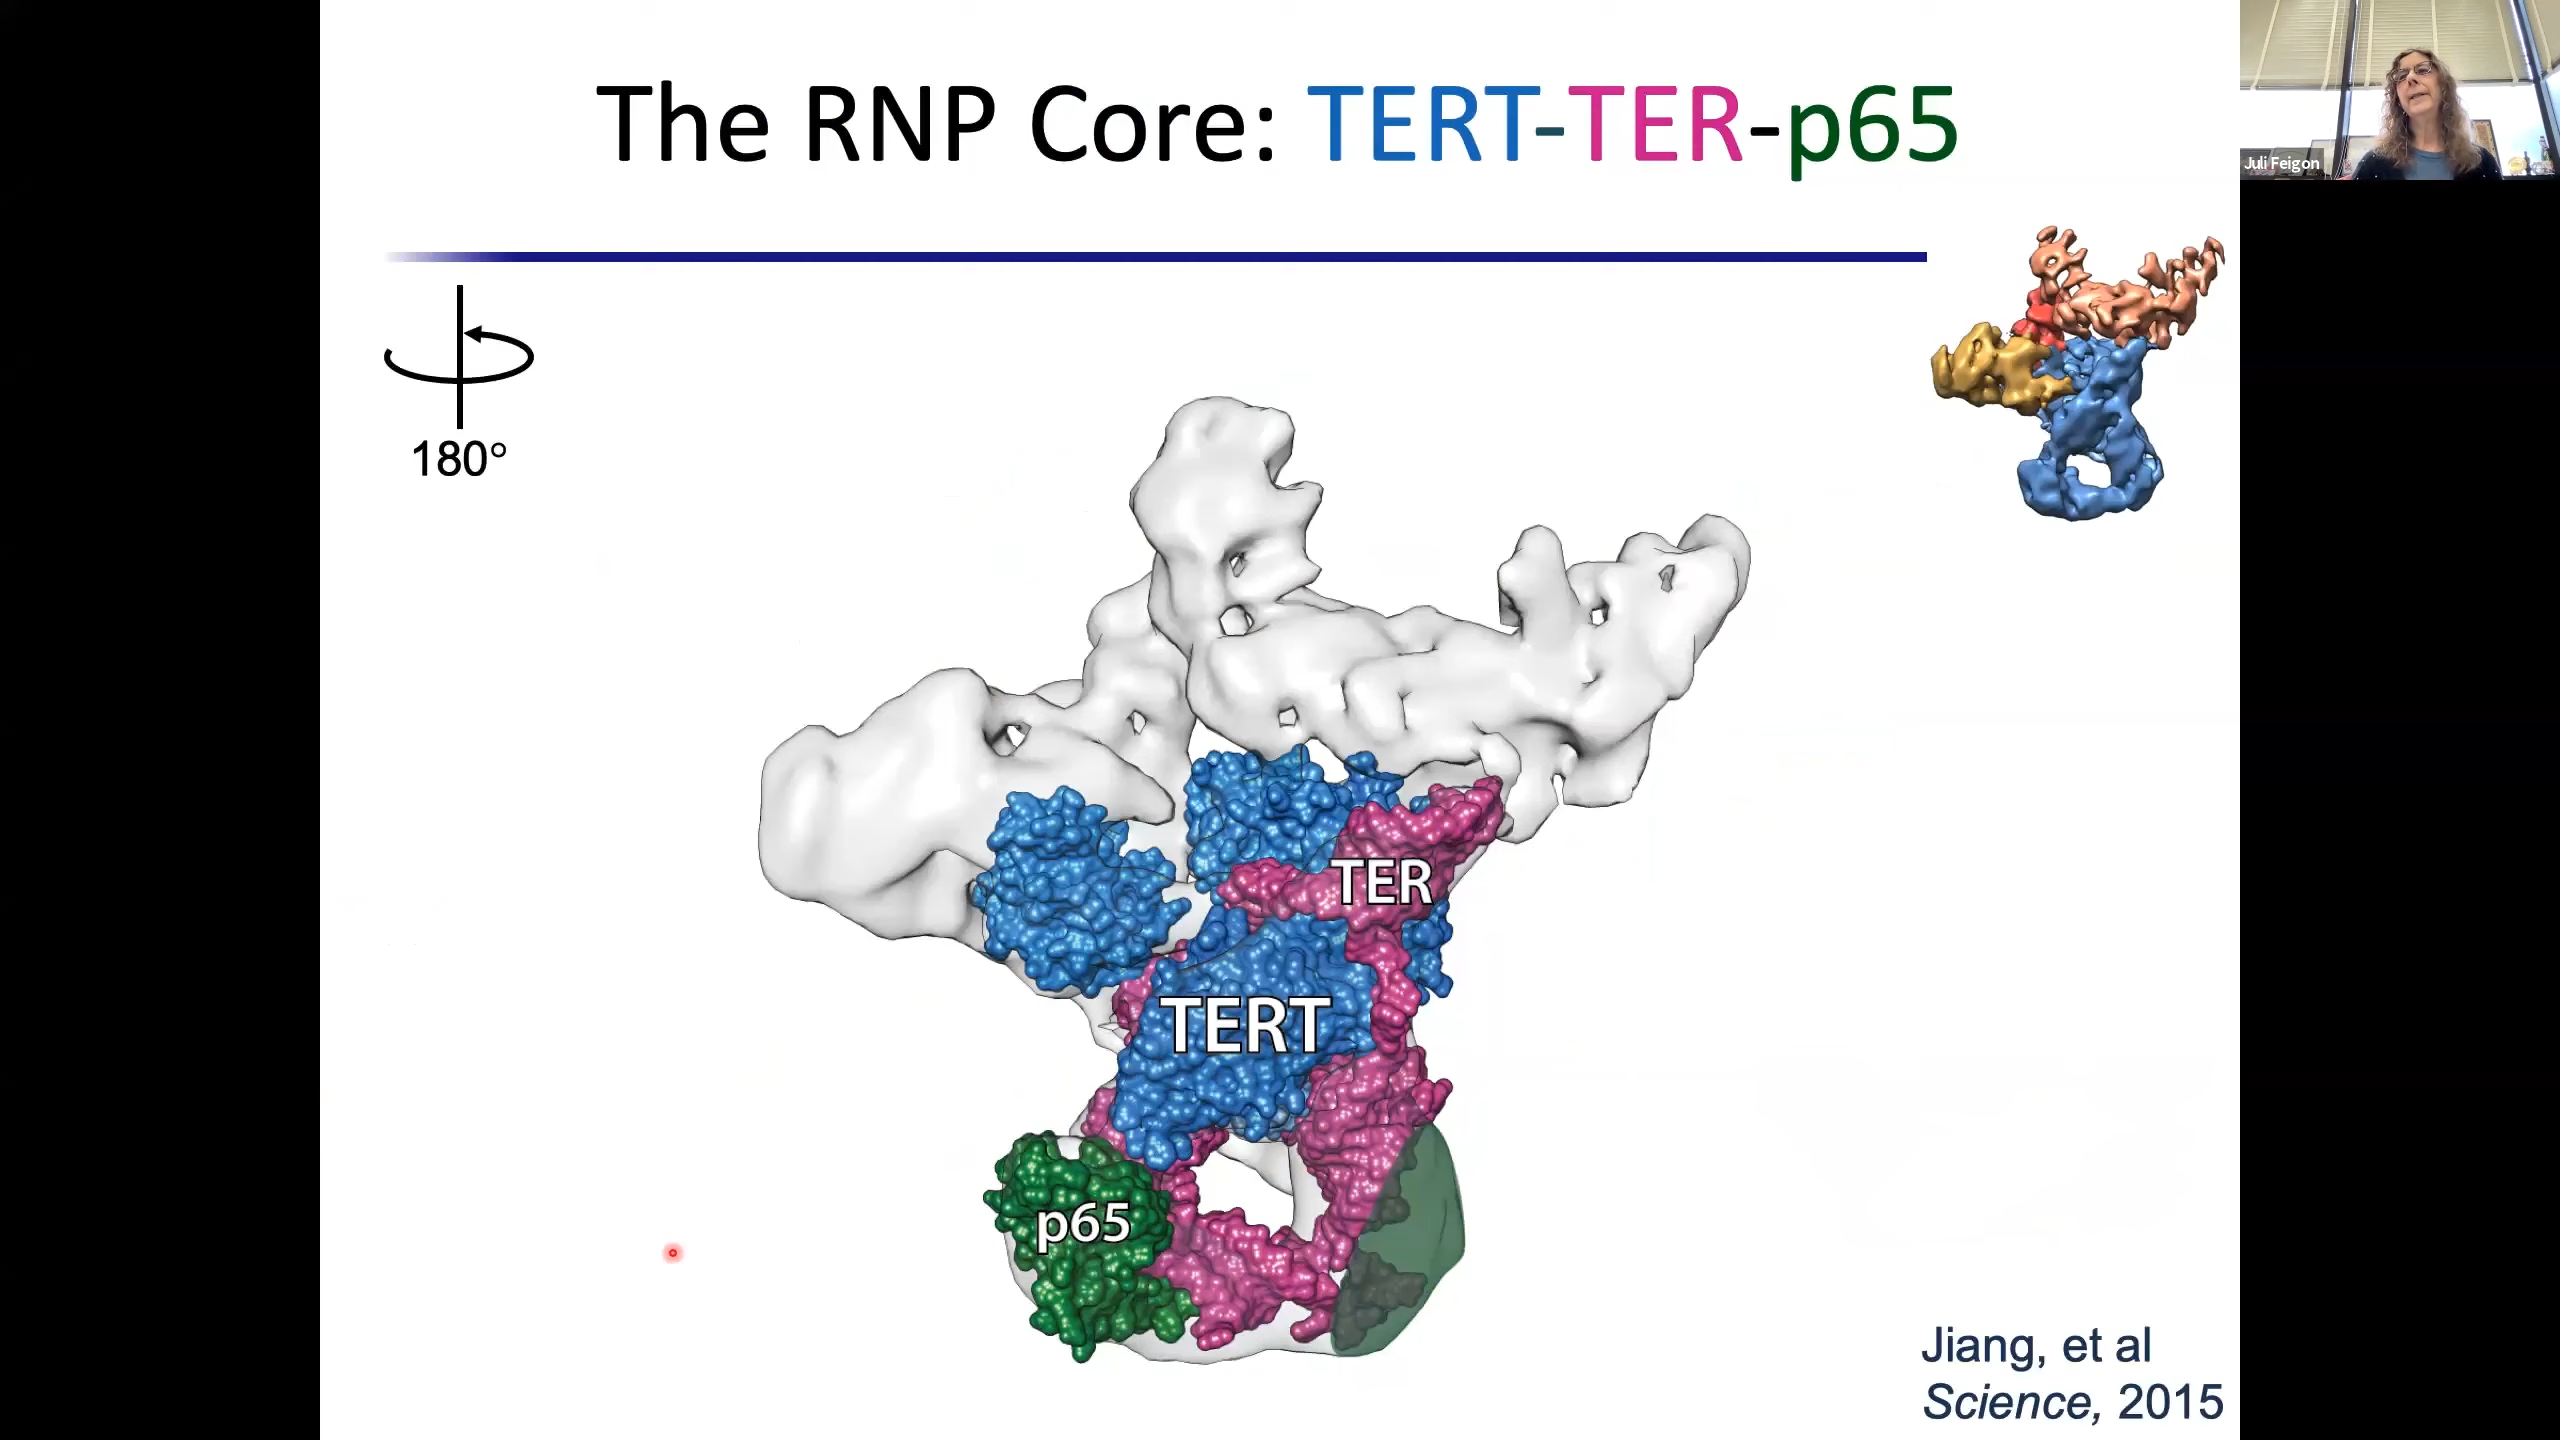 The RNP Core: TERT-TER-p65
Juli Feigon
180°
TER
TERT
p65
Jiang, et al
Science, 2015